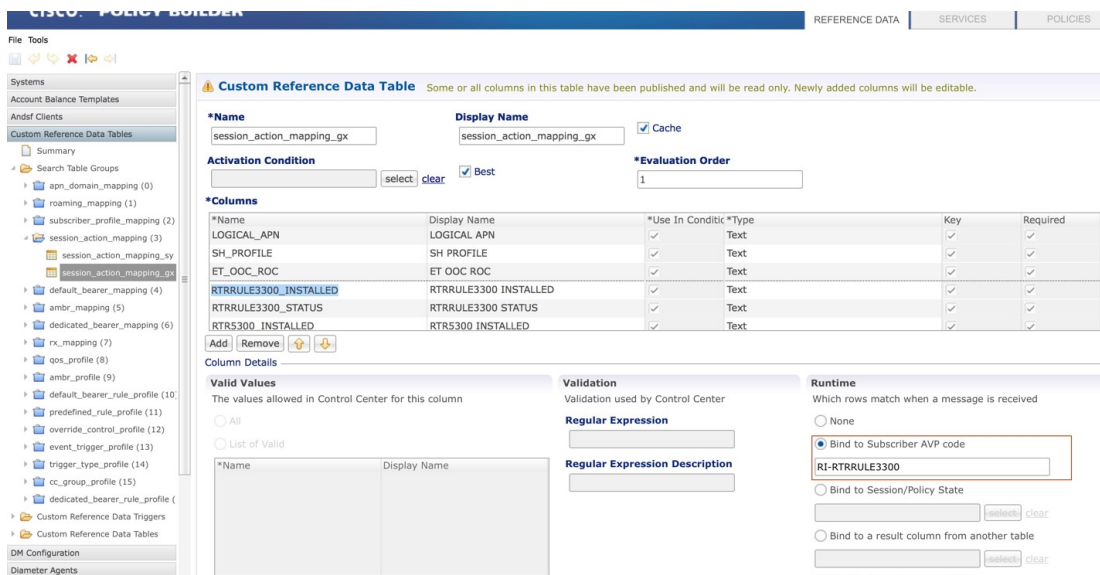 CISCO. POLICY BUILDER
REFERENCE DATA
SERVICES
POLICIES
File Tools
Systems
Account Balance Templates
Andsf Clients
Custom Reference Data Tables
Summary
Search Table Groups
apn_domain_mapping (0)
roaming_mapping (1)
subscriber_profile_mapping (2)
session_action_mapping (3)
session_action_mapping_sy
session_action_mapping_gx
default_bearer_mapping (4)
ambr_mapping (5)
dedicated_bearer_mapping (6)
rx_mapping (7)
qos_profile (8)
ambr_profile (9)
default_bearer_rule_profile (10
predefined_rule_profile (11)
override_control_profile (12)
event_trigger_profile (13)
trigger_type_profile (14)
cc_group_profile (15)
dedicated_bearer_rule_profile (
Custom Reference Data Triggers
Custom Reference Data Tables
DM Configuration
Diameter Agents
Custom Reference Data Table Some or all columns in this table have been published and will be read only. Newly added columns will be editable.
*Name Display Name
session_action_mapping_gx session_action_mapping_gx Cache
Activation Condition *Evaluation Order
select clear Best 1
*Columns
*Name Display Name *Use In Conditic *Type Key Required
LOGICAL_APN LOGICAL APN Text
SH_PROFILE SH PROFILE Text
ET_OOC_ROC ET OOC ROC Text
RTRRULE3300_INSTALLED RTRRULE3300 INSTALLED Text
RTRRULE3300_STATUS RTRRULE3300 STATUS Text
RTR5300_INSTALLED RTR5300 INSTALLED Text
Add Remove
Column Details
Valid Values
The values allowed in Control Center for this column
All
List of Valid
*Name Display Name
Validation
Validation used by Control Center
Regular Expression
Regular Expression Description
Runtime
Which rows match when a message is received
None
Bind to Subscriber AVP code
RI-RTRRULE3300
Bind to Session/Policy State
select clear
Bind to a result column from another table
select clear